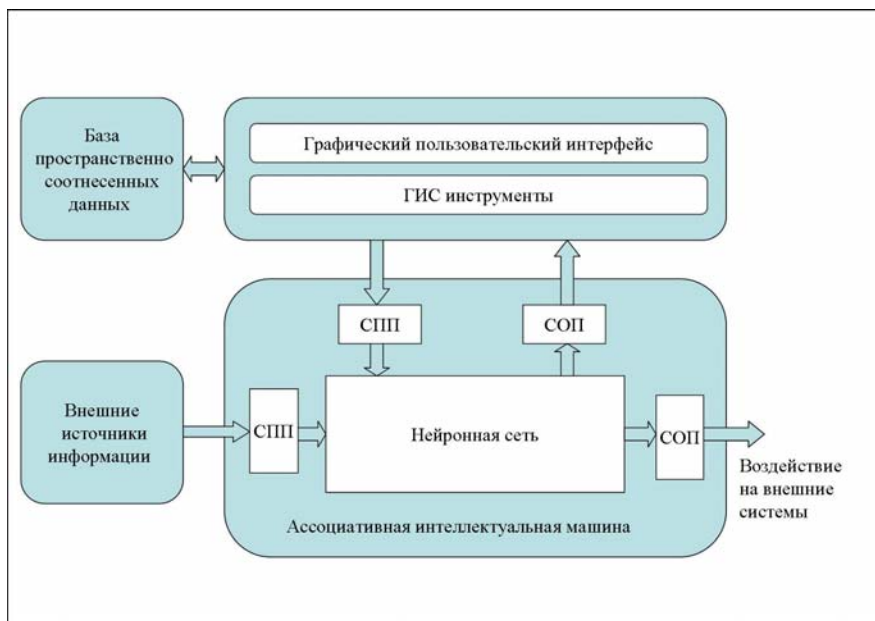 База
пространственно
соотнесенных
данных
Графический пользовательский интерфейс
ГИС инструменты
СПП
СОП
Внешние
источники
информации
СПП
Нейронная сеть
СОП
Воздействие
на внешние
системы
Ассоциативная интеллектуальная машина